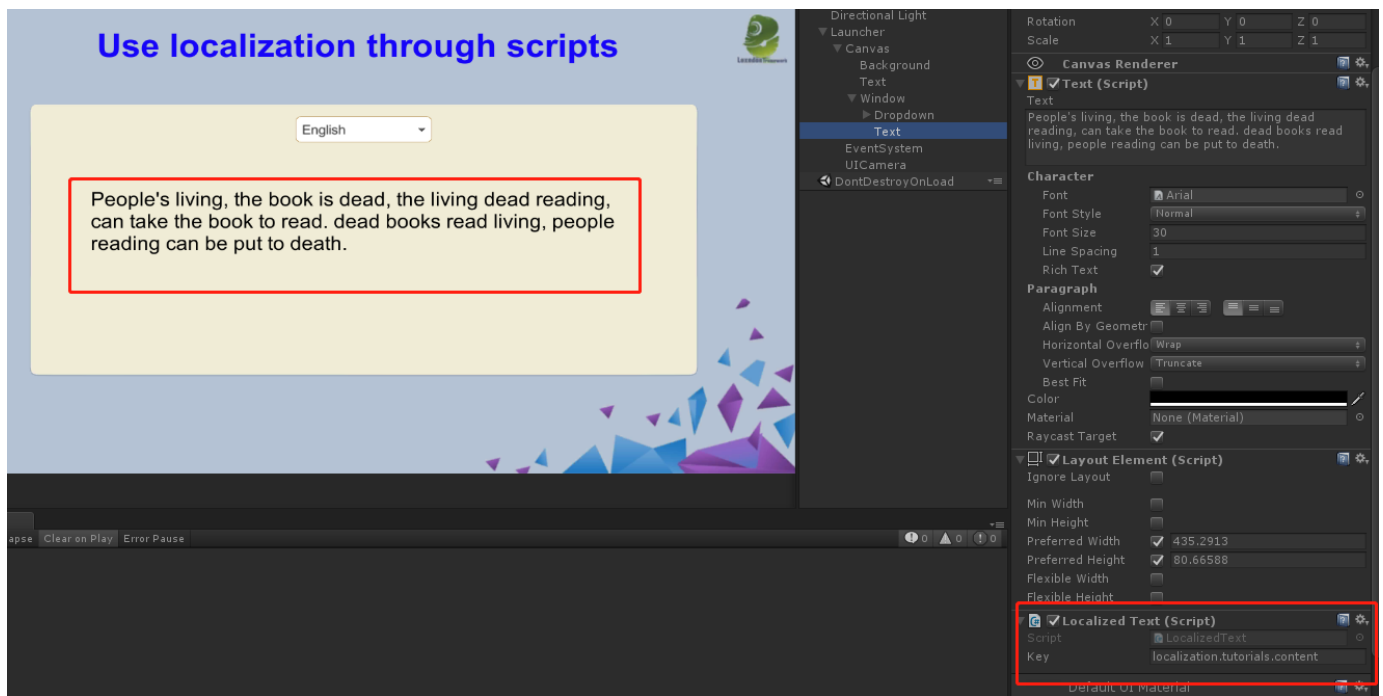 Use localization through scripts
English
People's living, the book is dead, the living dead reading,
can take the book to read. dead books read living, people
reading can be put to death.
apse Clear on Play Error Pause
0 0 0
Directional Light
Launcher
Canvas
Background
Text
Window
Dropdown
Text
EventSystem
UICamera
DontDestroyOnLoad
Rotation X 0 Y 0 Z 0
Scale X 1 Y 1 Z 1
Canvas Renderer
Text (Script)
Text
People's living, the book is dead, the living dead
reading, can take the book to read. dead books read
living, people reading can be put to death.
Character
Font Arial
Font Style Normal
Font Size 30
Line Spacing 1
Rich Text
Paragraph
Alignment
Align By Geometr
Horizontal Overflo Wrap
Vertical Overflow Truncate
Best Fit
Color
Material None (Material)
Raycast Target
Layout Element (Script)
Ignore Layout
Min Width
Min Height
Preferred Width 435.2913
Preferred Height 80.66588
Flexible Width
Flexible Height
Localized Text (Script)
Script LocalizedText
Key localization.tutorials.content
Default UI Material